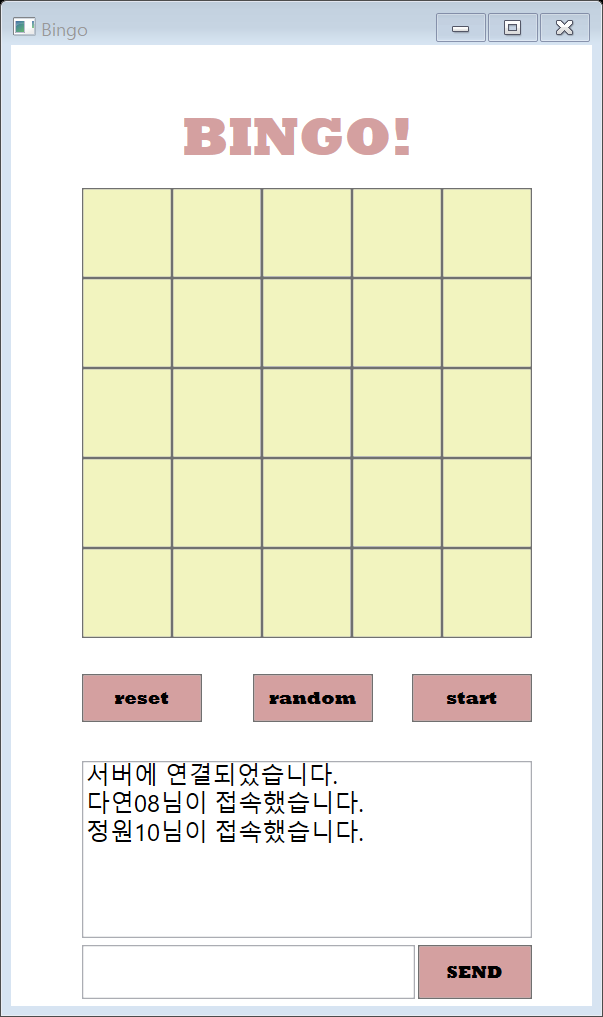 Bingo
BINGO!
reset random start
서버에 연결되었습니다.
다연08님이 접속했습니다.
정원10님이 접속했습니다.
SEND